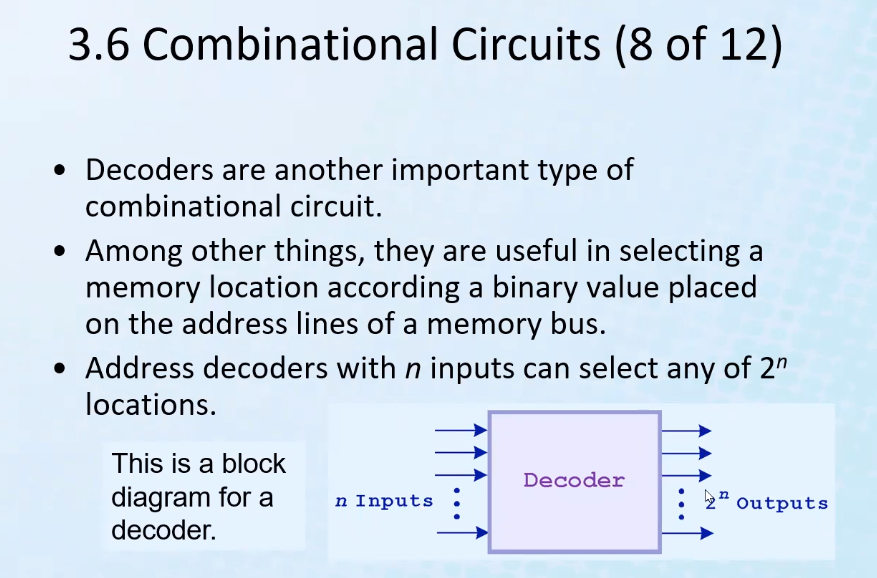 3.6 Combinational Circuits (8 of 12)
• Decoders are another important type of
combinational circuit.
• Among other things, they are useful in selecting a
memory location according a binary value placed
on the address lines of a memory bus.
• Address decoders with n inputs can select any of 2ⁿ
locations.
This is a block
diagram for a
decoder.
n Inputs
Decoder
2ⁿ Outputs